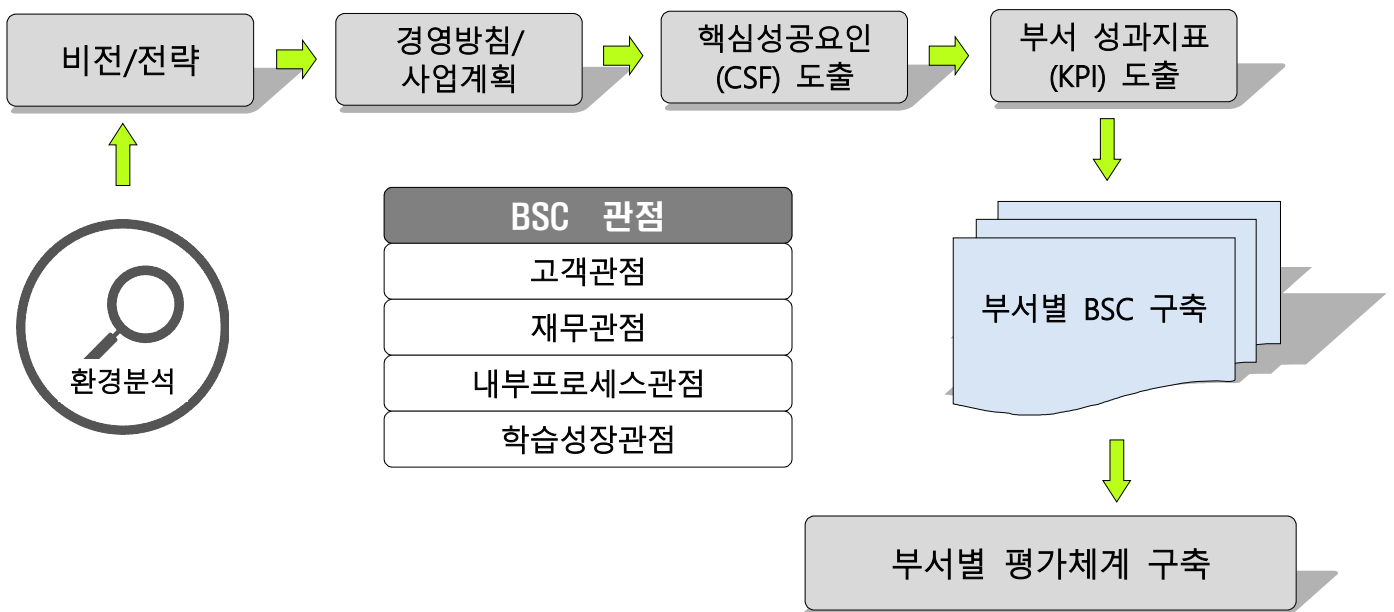 비전/전략
경영방침/
사업계획
핵심성공요인
(CSF) 도출
부서 성과지표
(KPI) 도출
환경분석
BSC 관점
고객관점
재무관점
내부프로세스관점
학습성장관점
부서별 BSC 구축
부서별 평가체계 구축